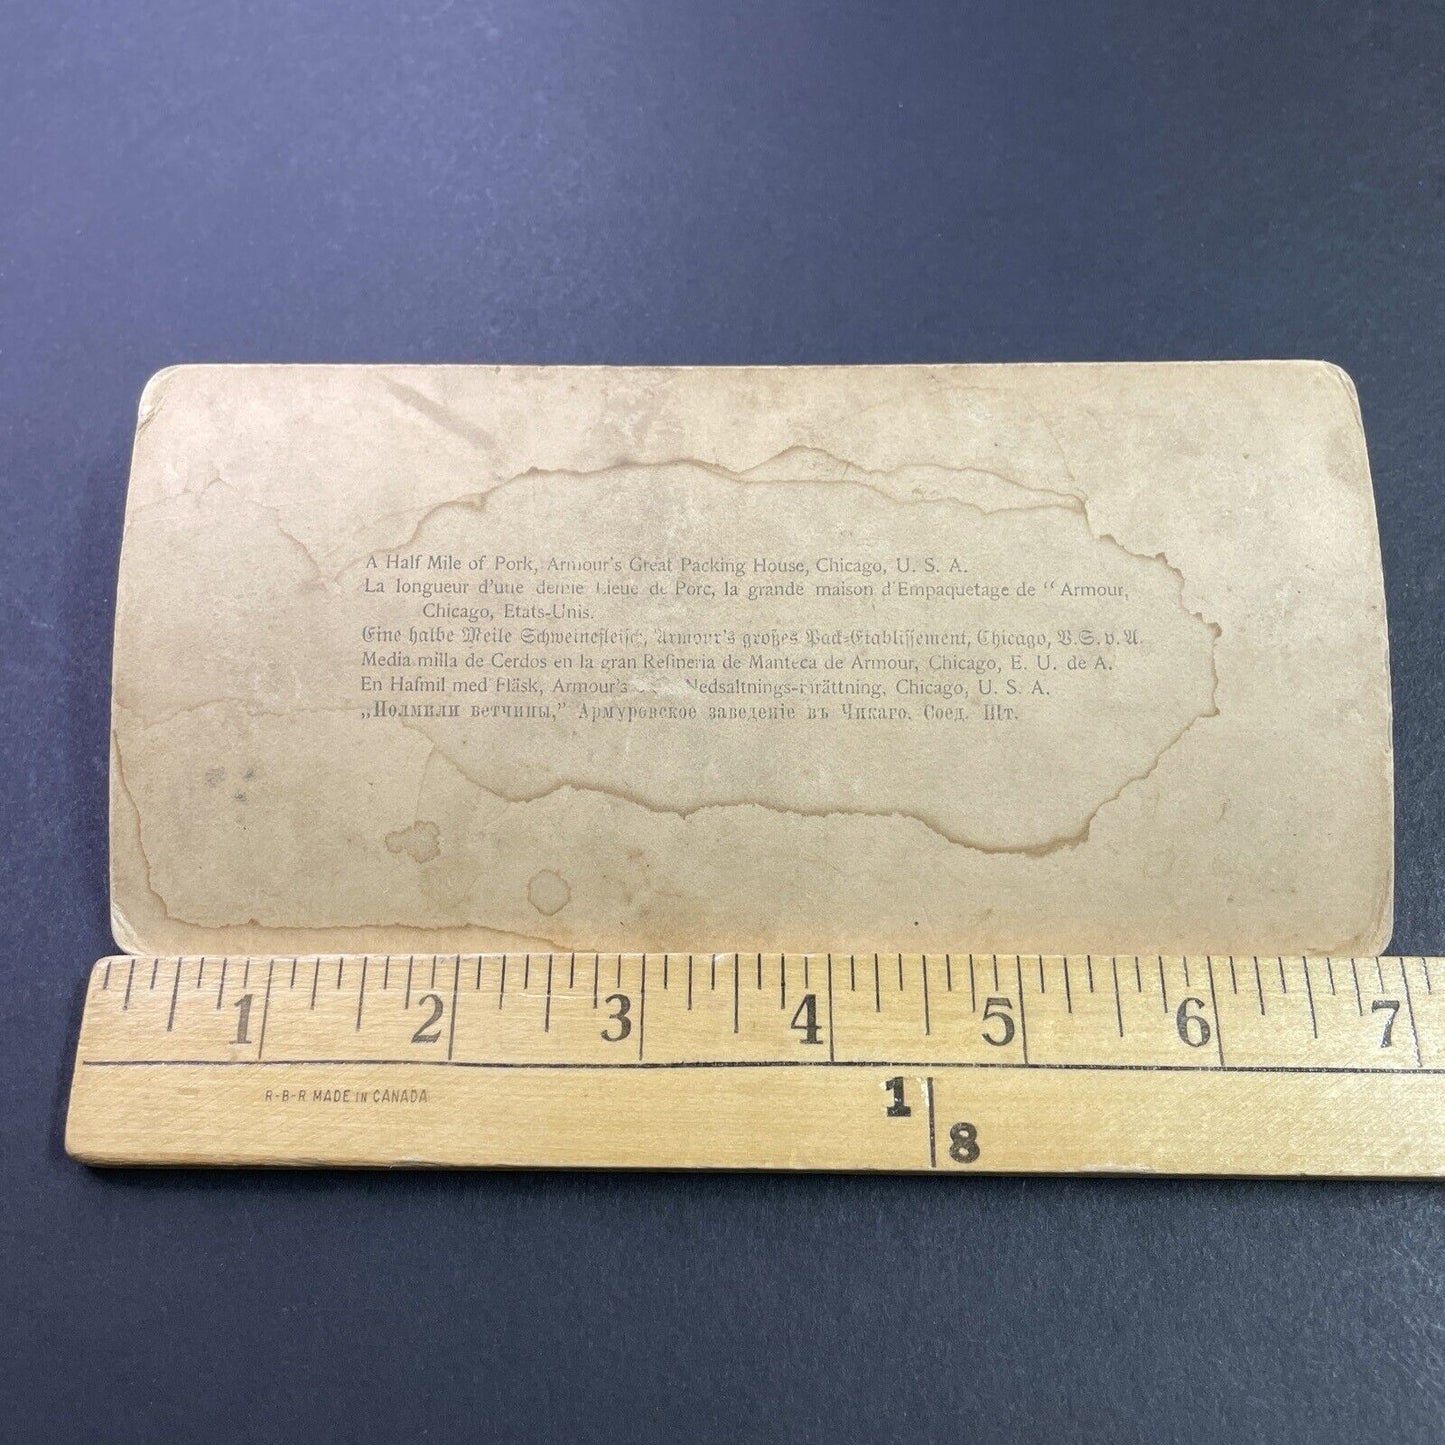 A Half Mile of Pork, Armour's Great Packing House, Chicago, U. S. A.
La longueur d'une demie Lieue de Porc, la grande maison d'Empaquetage de “ Armour,
Chicago, Etats-Unis.
Eine halbe Meile Schweinefleisch, Armour's großes Pack-Etablissement, Chicago, V. S. v. A.
Media milla de Cerdos en la gran Refineria de Manteca de Armour, Chicago, E. U. de A.
En Hafmil med Fläsk, Armour's Nedsaltnings-inrättning, Chicago, U. S. A.
„Полмили ветчины,” Армуровское заведеніе въ Чикаго. Соед. Шт.
1 2 3 4 5 6 7
R-B-R MADE IN CANADA
1
8